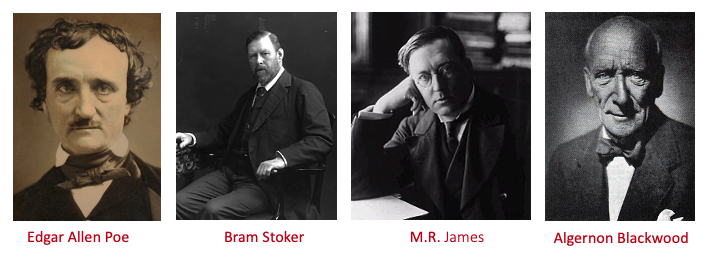 Edgar Allen Poe
Bram Stoker
M.R. James
Algernon Blackwood